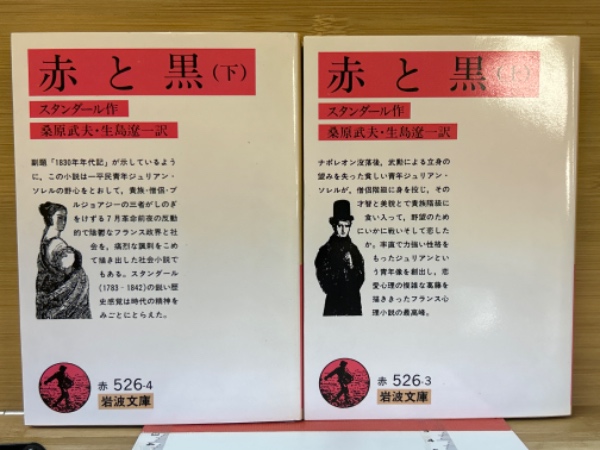 赤と黒(下)
スタンダール作
桑原武夫・生島遼一訳
副題「1830年年代記」が示しているよう
に，この小説は一平民青年ジュリアン・
ソレルの野心をとおして，貴族・僧侶・ブ
ルジョアジーの三者がしのぎ
をけずる7月革命前夜の反動
的で陰鬱なフランス政界と社
会を，痛烈な諷刺をこめ
て描き出した社会小説で
もある．スタンダール
(1783‐1842)の鋭い歴
史感覚は時代の精神を
みごとにとらえた．
赤 526-4
岩波文庫
赤と黒(上)
スタンダール作
桑原武夫・生島遼一訳
ナポレオン没落後，武勲による立身の
望みを失った貧しい青年ジュリアン・
ソレルが，僧侶階級に身を投じ，その
才智と美貌とで貴族階級に
食い入って，野望のため
にいかに戦いそして恋した
か．率直で力強い性格を
もったジュリアンとい
う青年像を創出し，恋
愛心理の複雑な葛藤を
描ききったフランス心
理小説の最高峰．
赤 526-3
岩波文庫